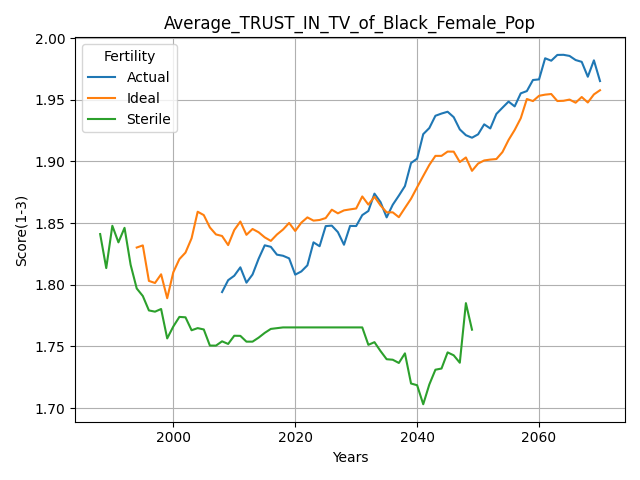 Average_TRUST_IN_TV_of_Black_Female_Pop
Score(1-3)
2.00
1.95
1.90
1.85
1.80
1.75
1.70
Fertility
Actual
Ideal
Sterile
2000
2020
2040
2060
Years